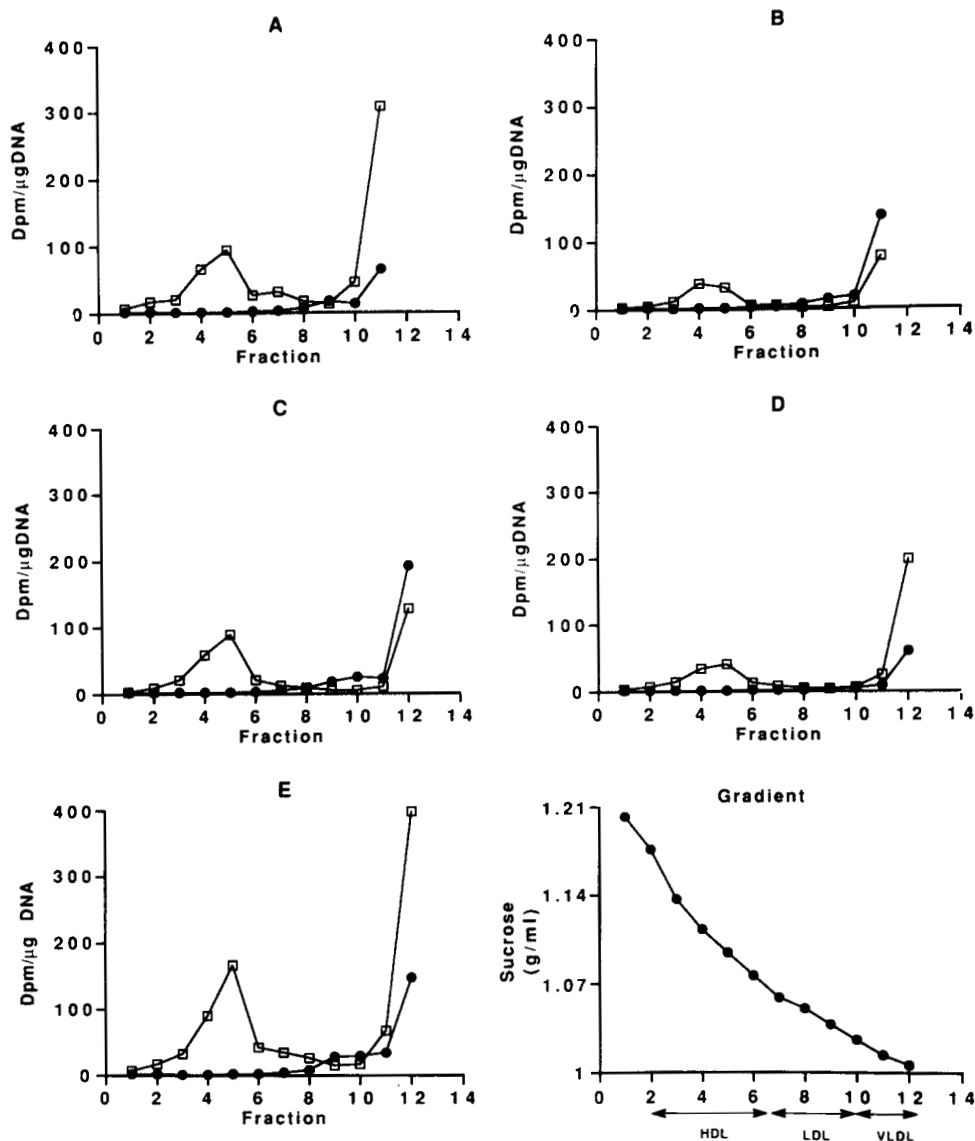 A
400
300
200
100
0
Dpm/µgDNA
0 2 4 6 8 10 12 14
Fraction
B
400
300
200
100
0
Dpm/µgDNA
0 2 4 6 8 10 12 14
Fraction
C
400
300
200
100
0
Dpm/µgDNA
0 2 4 6 8 10 12 14
Fraction
D
400
300
200
100
0
Dpm/µgDNA
0 2 4 6 8 10 12 14
Fraction
E
400
300
200
100
0
Dpm/µg DNA
0 2 4 6 8 10 12 14
Fraction
Gradient
1.21
1.14
1.07
1
Sucrose
(g/ml)
0 2 4 6 8 10 12 14
HDL LDL VLDL